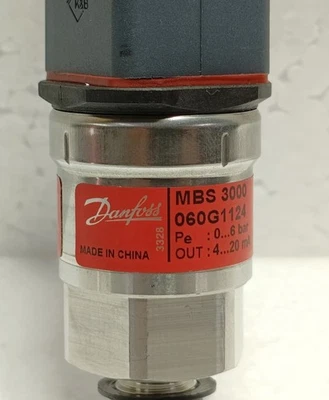 K&B
Danfoss
MADE IN CHINA
3328
MBS 3000
060G1124
Pe : 0...6 bar
OUT : 4...20 mA